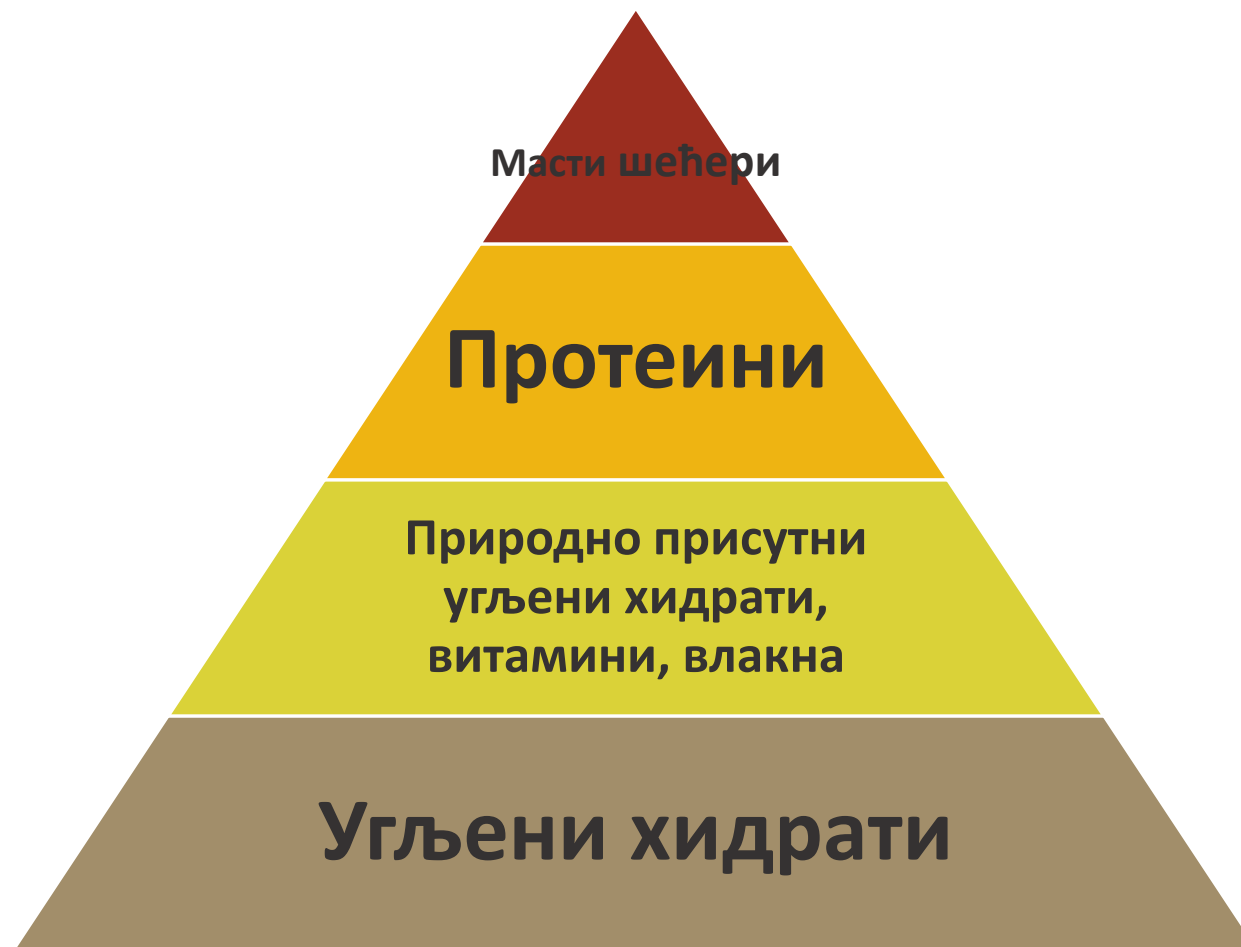 Масти шећери
Протеини
Природно присутни
угљени хидрати,
витамини, влакна
Угљени хидрати